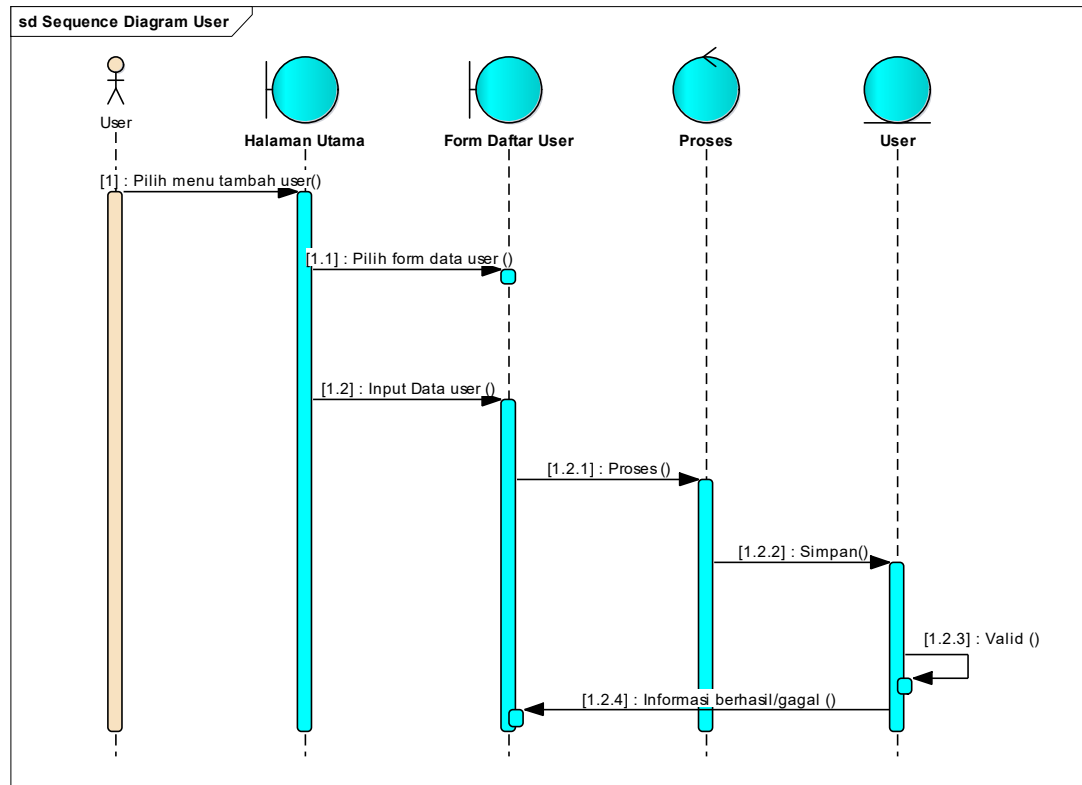 sd Sequence Diagram User
User
Halaman Utama
Form Daftar User
Proses
User
[1] : Pilih menu tambah user()
[1.1] : Pilih form data user ()
[1.2] : Input Data user ()
[1.2.1] : Proses ()
[1.2.2] : Simpan()
[1.2.3] : Valid ()
[1.2.4] : Informasi berhasil/gagal ()